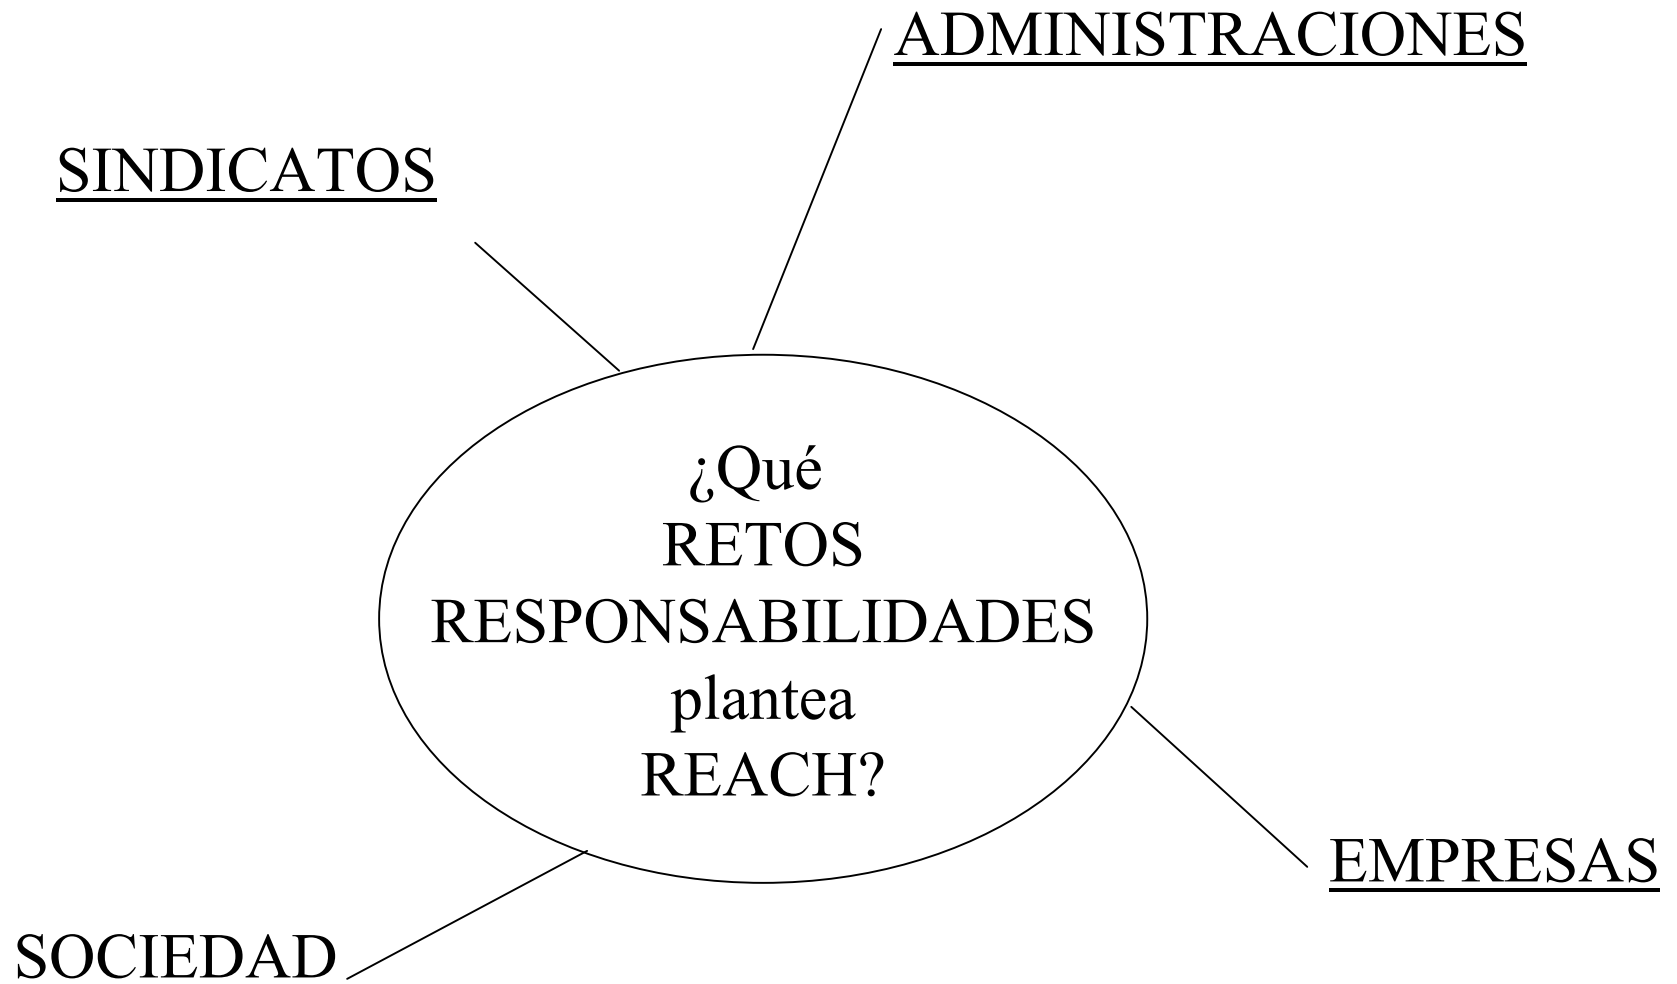 ADMINISTRACIONES
SINDICATOS
¿Qué
RETOS
RESPONSABILIDADES
plantea
REACH?
EMPRESAS
SOCIEDAD